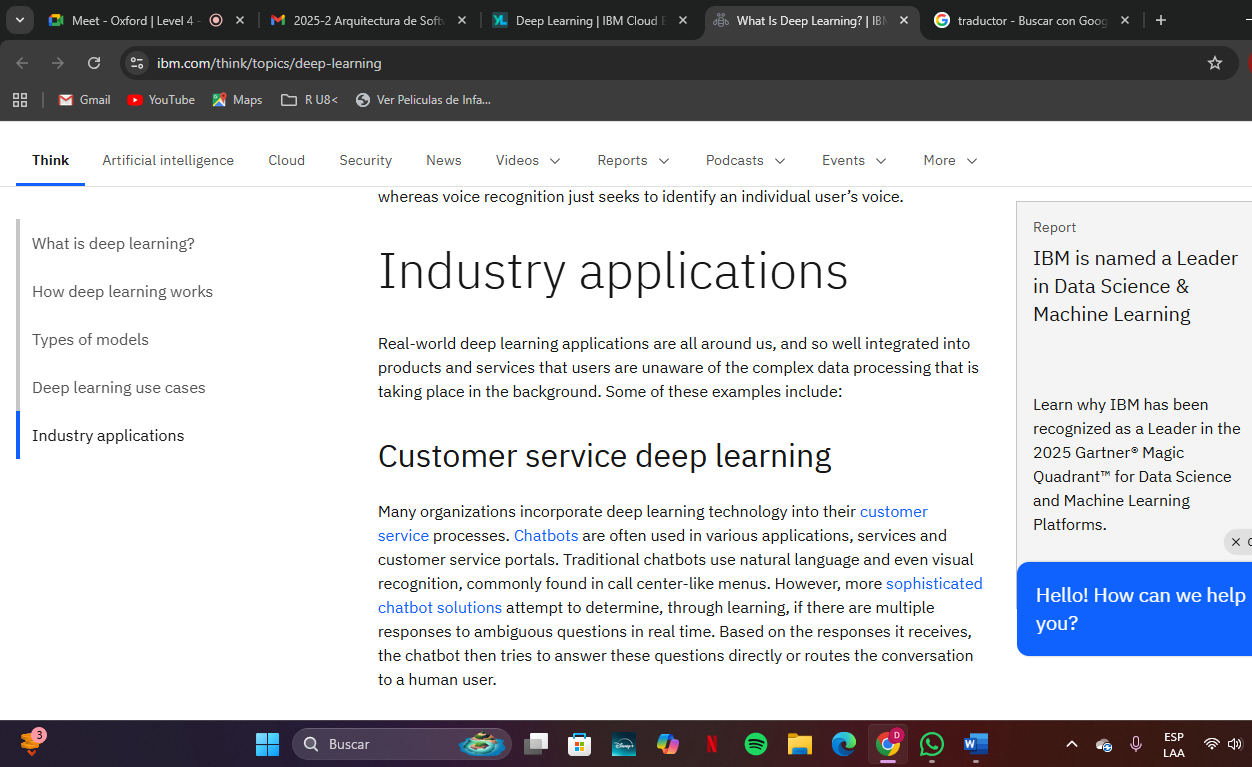 Meet - Oxford | Level 4 -
2025-2 Arquitectura de Softw
Deep Learning | IBM Cloud E
What Is Deep Learning? | IBM
traductor - Buscar con Goog
ibm.com/think/topics/deep-learning
Gmail
YouTube
Maps
R U8<
Ver Peliculas de Infa...
Think
Artificial intelligence
Cloud
Security
News
Videos
Reports
Podcasts
Events
More
What is deep learning?
How deep learning works
Types of models
Deep learning use cases
Industry applications
whereas voice recognition just seeks to identify an individual user’s voice.
Industry applications
Real-world deep learning applications are all around us, and so well integrated into
products and services that users are unaware of the complex data processing that is
taking place in the background. Some of these examples include:
Customer service deep learning
Many organizations incorporate deep learning technology into their customer
service processes. Chatbots are often used in various applications, services and
customer service portals. Traditional chatbots use natural language and even visual
recognition, commonly found in call center-like menus. However, more sophisticated
chatbot solutions attempt to determine, through learning, if there are multiple
responses to ambiguous questions in real time. Based on the responses it receives,
the chatbot then tries to answer these questions directly or routes the conversation
to a human user.
Report
IBM is named a Leader
in Data Science &
Machine Learning
Learn why IBM has been
recognized as a Leader in the
2025 Gartner® Magic
Quadrant™ for Data Science
and Machine Learning
Platforms.
Hello! How can we help
you?
3
Buscar
Disney+
N
D
W
ESP
LAA